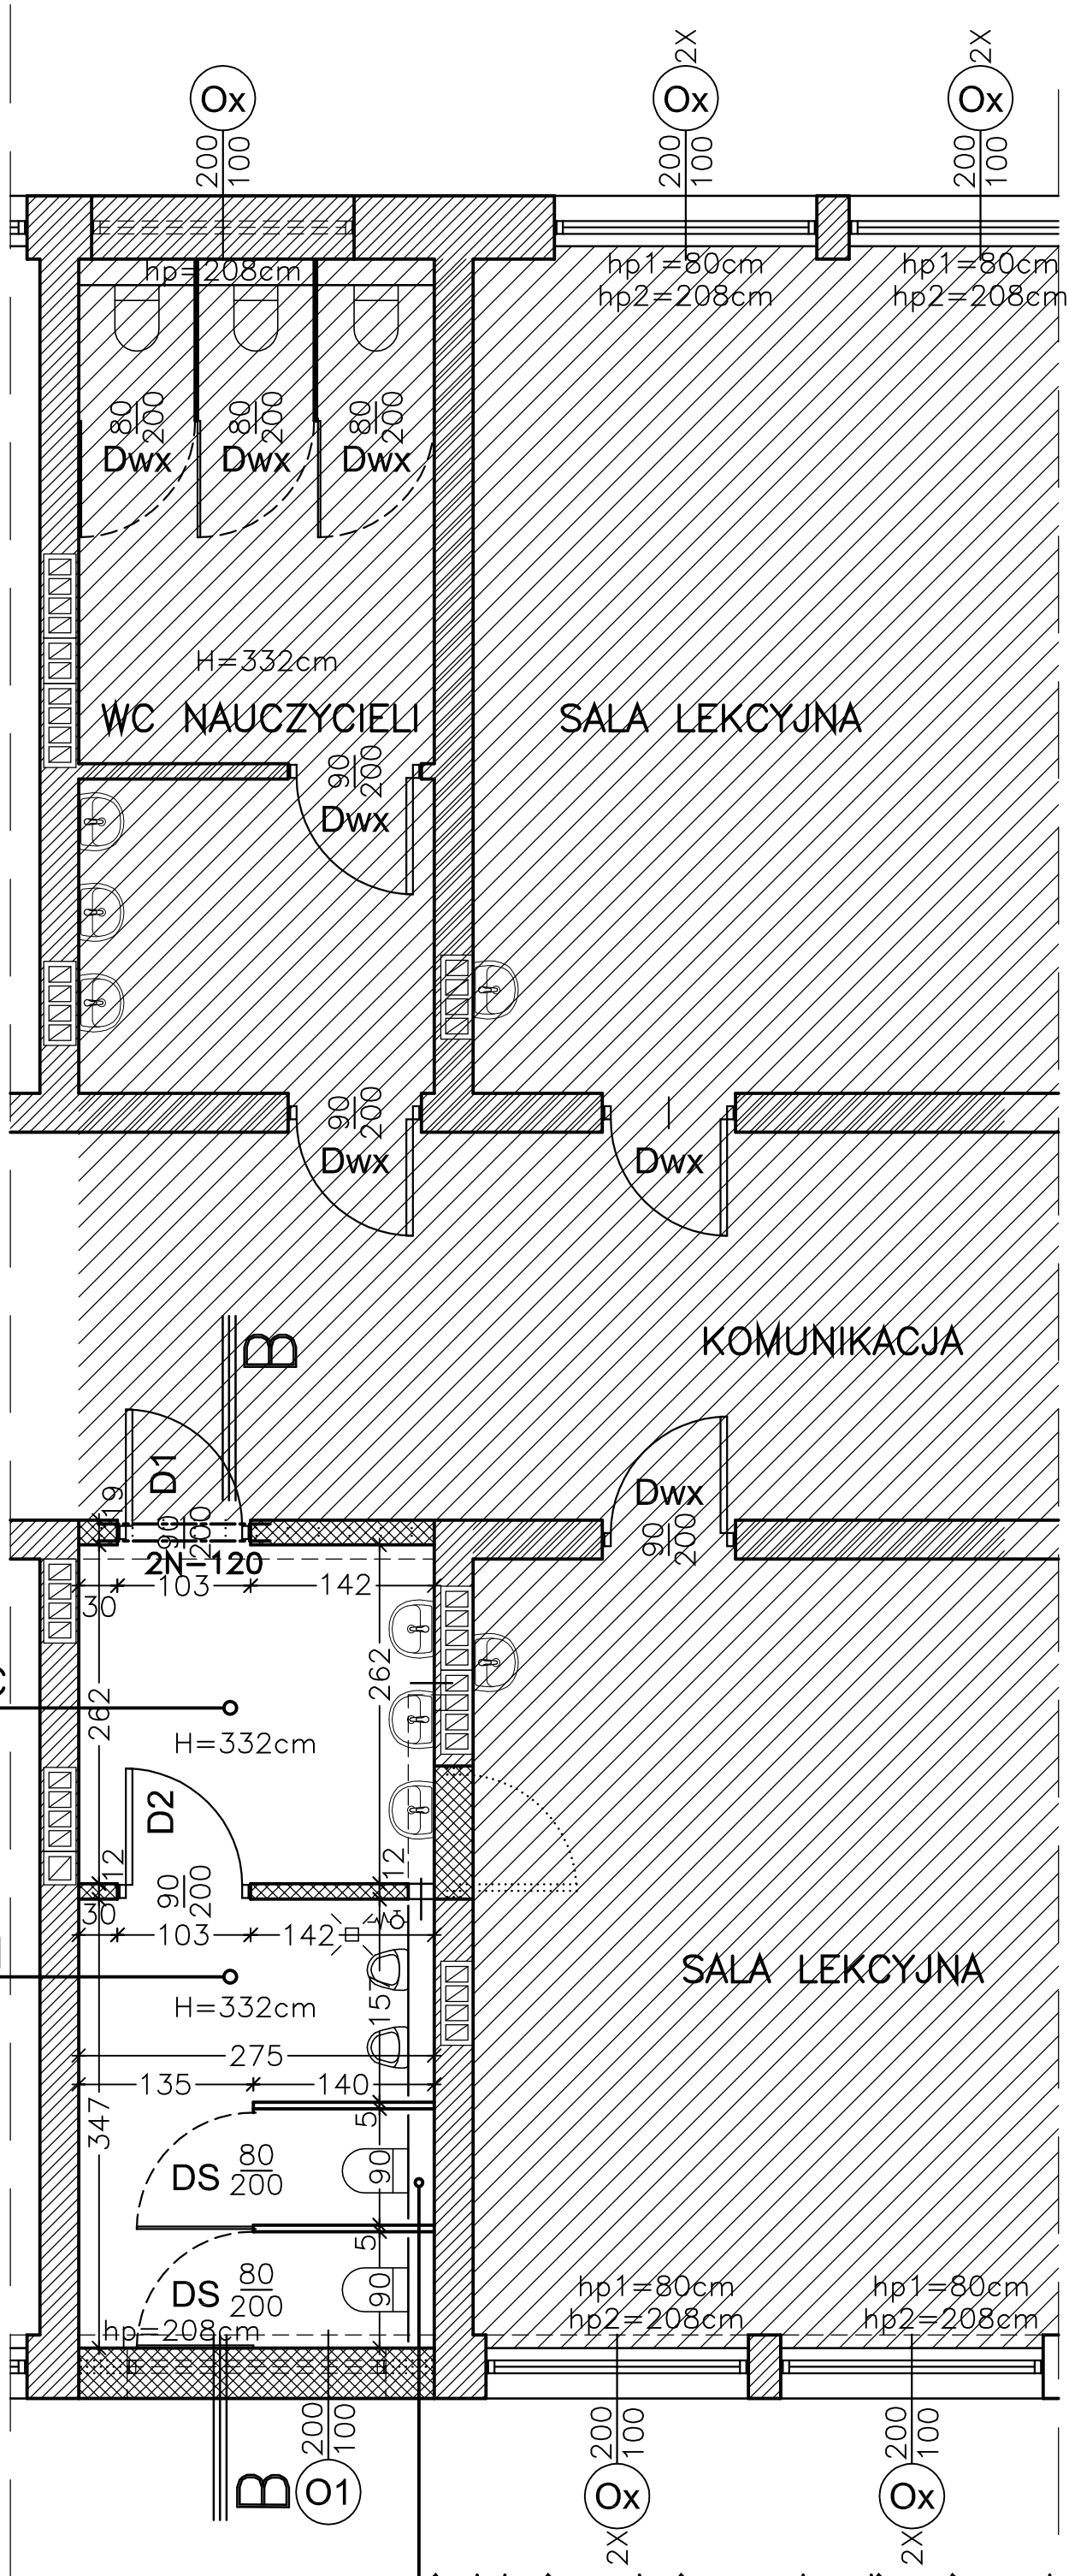 2X
2X
Ox
Ox
Ox
200
100
200
100
200
100
hp=208cm
hp1=80cm
hp2=208cm
hp1=80cm
hp2=208cm
80
200
80
200
80
200
Dwx
Dwx
Dwx
H=332cm
WC NAUCZYCIELI
SALA LEKCYJNA
90
200
Dwx
90
200
Dwx
Dwx
B
KOMUNIKACJA
D1
19
Dwx
90
200
90
200
2N-120
103
142
30
262
262
H=332cm
D2
12
12
90
200
30
103
142
157
H=332cm
275
135
140
347
5
DS
80
200
90
5
DS
80
200
90
hp=208cm
SALA LEKCYJNA
hp1=80cm
hp2=208cm
hp1=80cm
hp2=208cm
200
100
200
100
200
100
B
O1
Ox
Ox
2X
2X